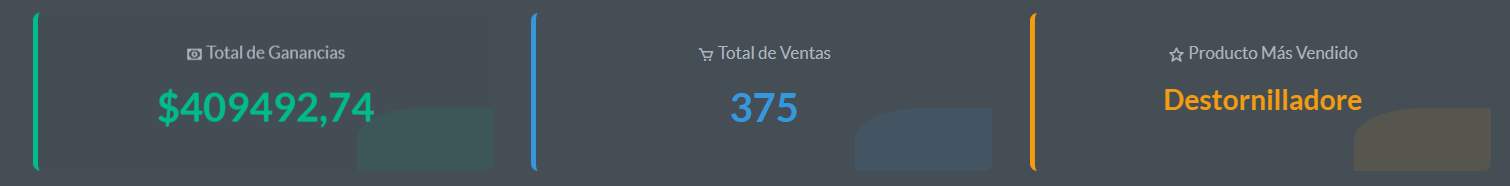 Total de Ganancias
$409492,74
Total de Ventas
375
Producto Más Vendido
Destornilladore